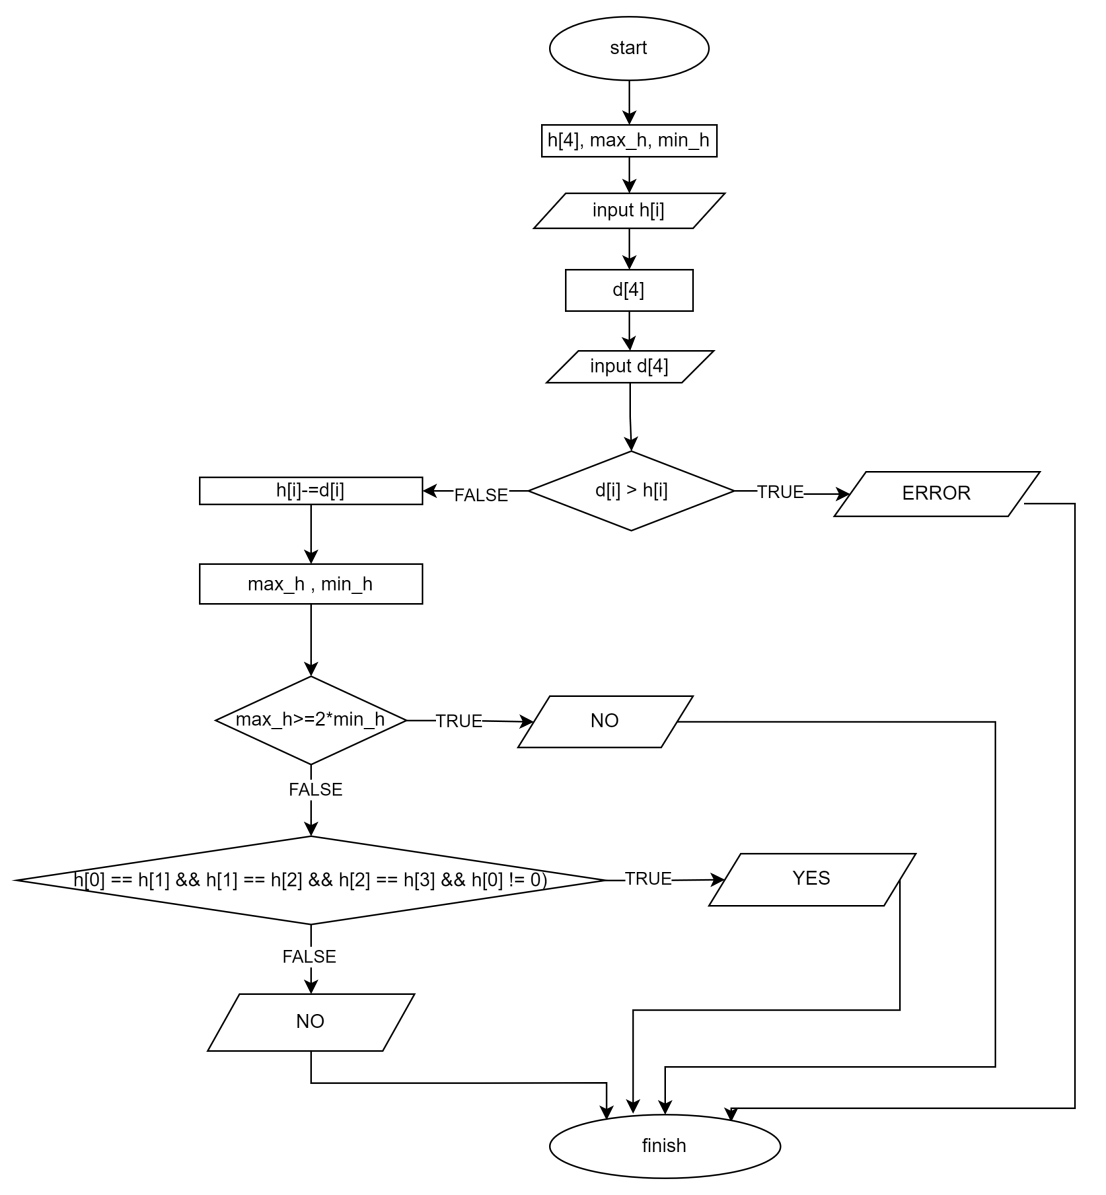 start
h[4], max_h, min_h
input h[i]
d[4]
input d[4]
d[i] > h[i]
FALSE
TRUE
ERROR
h[i]-=d[i]
max_h , min_h
max_h>=2*min_h
TRUE
NO
FALSE
h[0] == h[1] && h[1] == h[2] && h[2] == h[3] && h[0] != 0)
TRUE
YES
FALSE
NO
finish